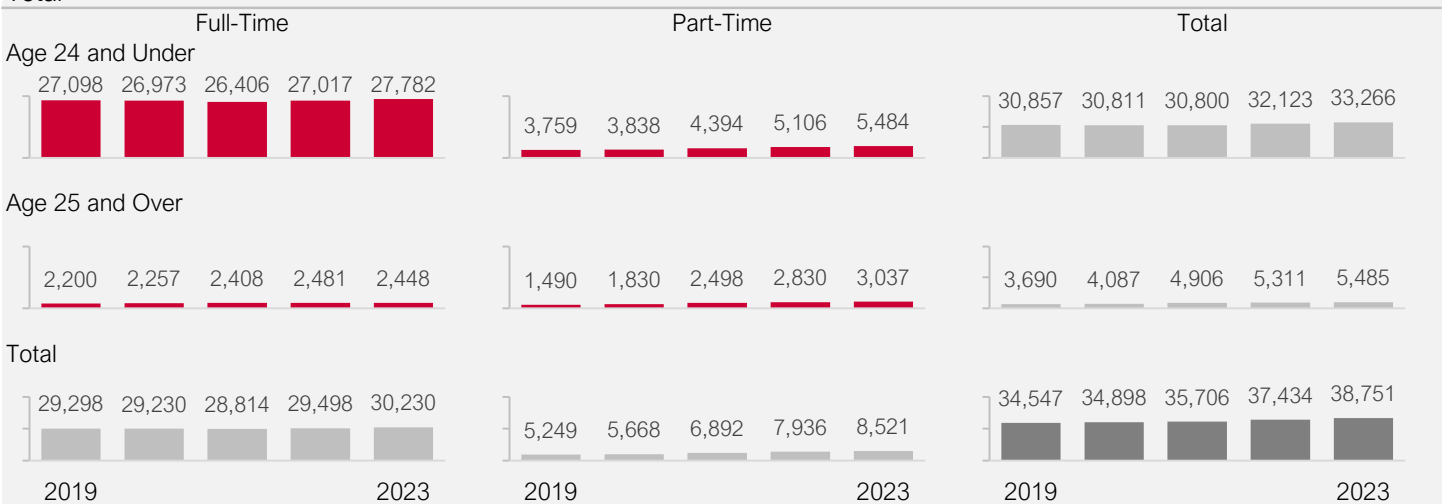 Full-Time Part-Time Total
Age 24 and Under
27,098 26,973 26,406 27,017 27,782 3,759 3,838 4,394 5,106 5,484 30,857 30,811 30,800 32,123 33,266
Age 25 and Over
2,200 2,257 2,408 2,481 2,448 1,490 1,830 2,498 2,830 3,037 3,690 4,087 4,906 5,311 5,485
Total
29,298 29,230 28,814 29,498 30,230 5,249 5,668 6,892 7,936 8,521 34,547 34,898 35,706 37,434 38,751
2019 2023 2019 2023 2019 2023